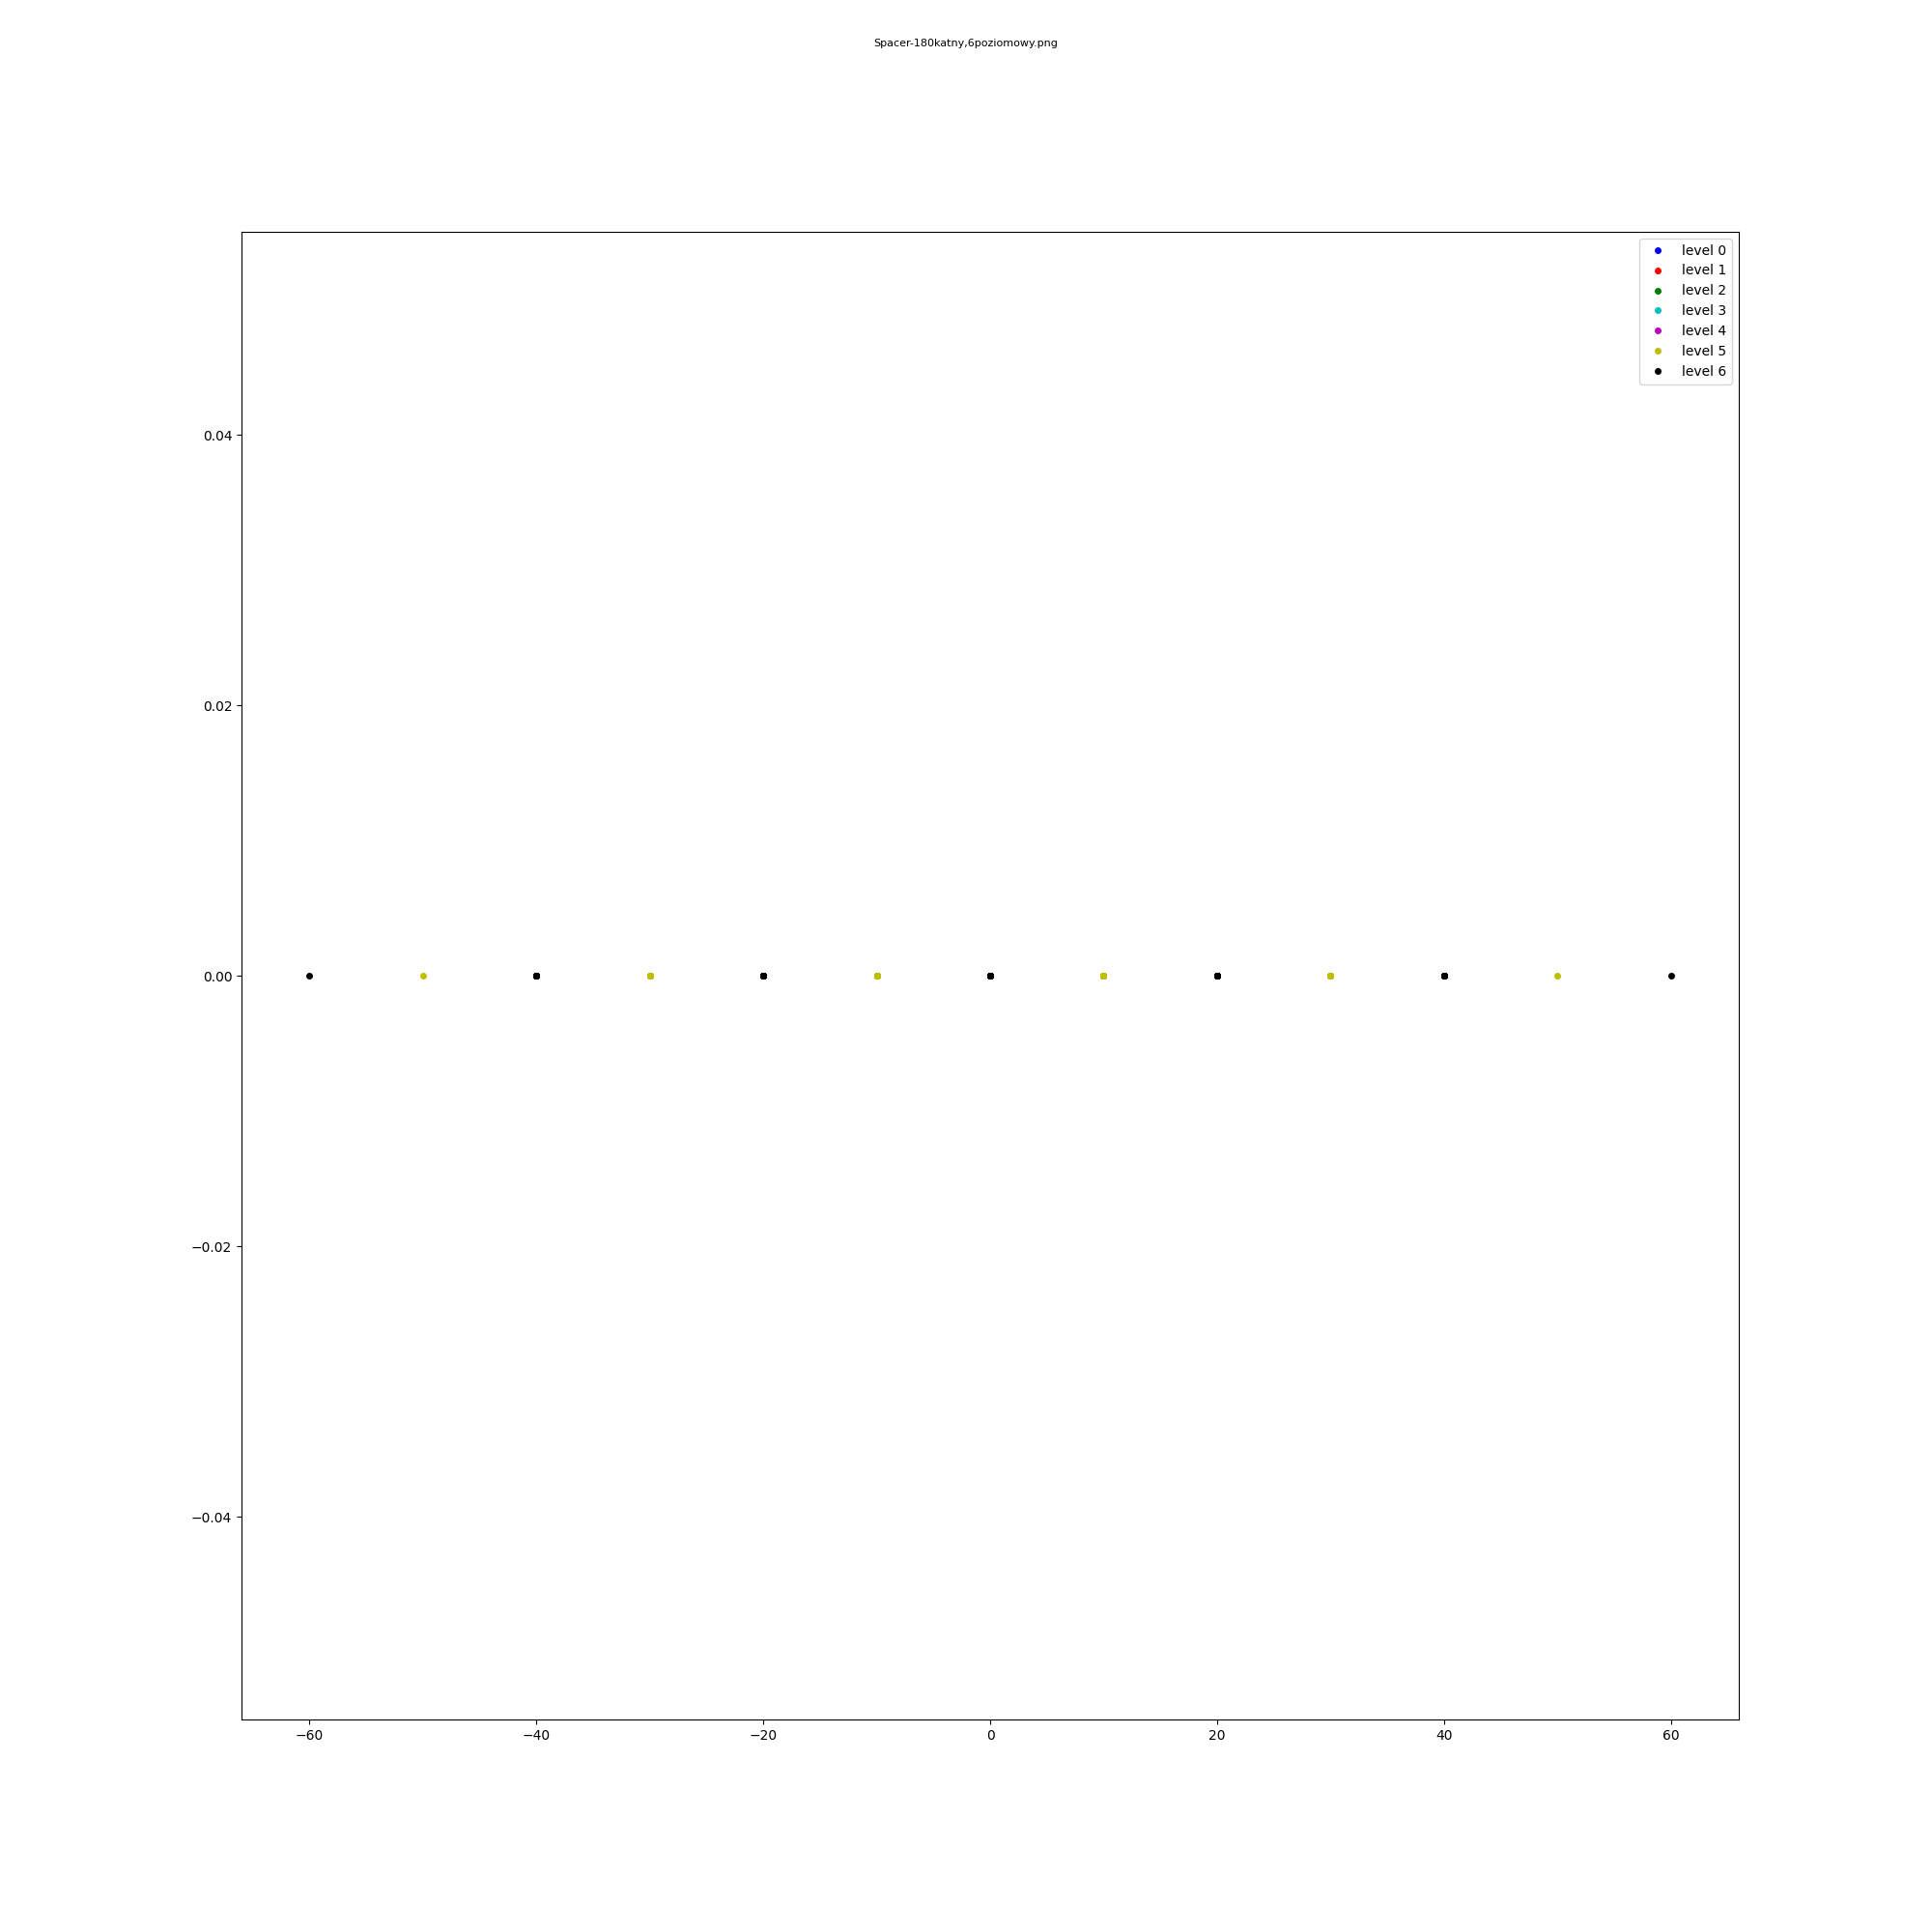 Spacer-180katny,6poziomowy.png
level 0
level 1
level 2
level 3
level 4
level 5
level 6
0.04
0.02
0.00
−0.02
−0.04
−60 −40 −20 0 20 40 60